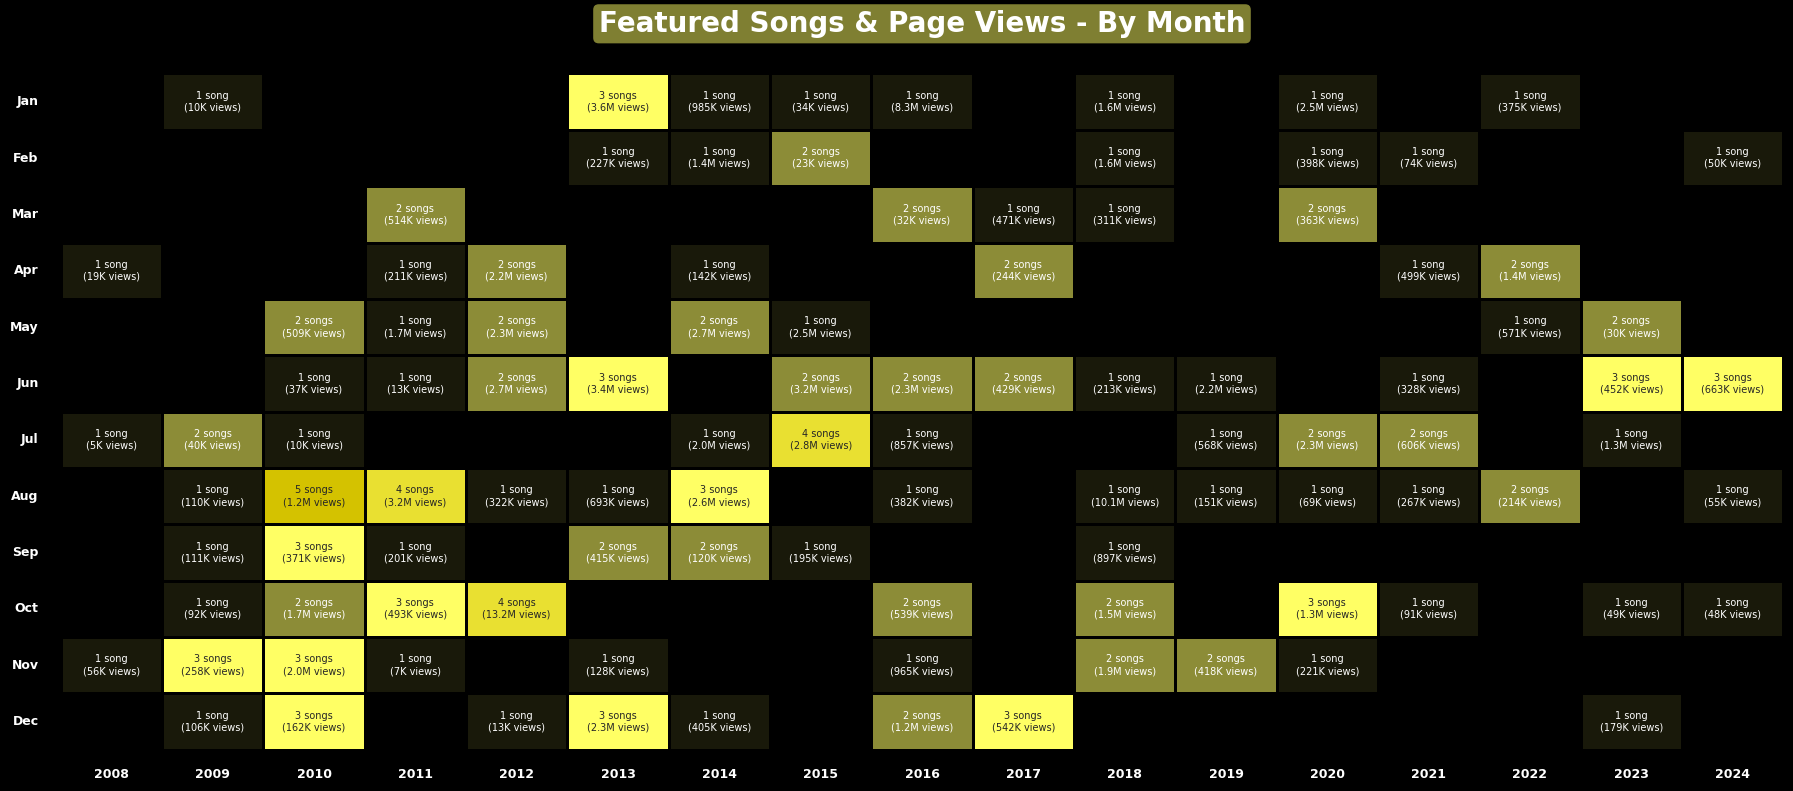 Featured Songs & Page Views - By Month
Jan
1 song
(10K views)
3 songs
(3.6M views)
1 song
(985K views)
1 song
(34K views)
1 song
(8.3M views)
1 song
(1.6M views)
1 song
(2.5M views)
1 song
(375K views)
Feb
1 song
(227K views)
1 song
(1.4M views)
2 songs
(23K views)
1 song
(1.6M views)
1 song
(398K views)
1 song
(74K views)
1 song
(50K views)
Mar
2 songs
(514K views)
2 songs
(32K views)
1 song
(471K views)
1 song
(311K views)
2 songs
(363K views)
Apr
1 song
(19K views)
1 song
(211K views)
2 songs
(2.2M views)
1 song
(142K views)
2 songs
(244K views)
1 song
(499K views)
2 songs
(1.4M views)
May
2 songs
(509K views)
1 song
(1.7M views)
2 songs
(2.3M views)
2 songs
(2.7M views)
1 song
(2.5M views)
1 song
(571K views)
2 songs
(30K views)
Jun
1 song
(37K views)
1 song
(13K views)
2 songs
(2.7M views)
3 songs
(3.4M views)
2 songs
(3.2M views)
2 songs
(2.3M views)
2 songs
(429K views)
1 song
(213K views)
1 song
(2.2M views)
1 song
(328K views)
3 songs
(452K views)
3 songs
(663K views)
Jul
1 song
(5K views)
2 songs
(40K views)
1 song
(10K views)
1 song
(2.0M views)
4 songs
(2.8M views)
1 song
(857K views)
1 song
(568K views)
2 songs
(2.3M views)
2 songs
(606K views)
1 song
(1.3M views)
Aug
1 song
(110K views)
5 songs
(1.2M views)
4 songs
(3.2M views)
1 song
(322K views)
1 song
(693K views)
3 songs
(2.6M views)
1 song
(382K views)
1 song
(10.1M views)
1 song
(151K views)
1 song
(69K views)
1 song
(267K views)
2 songs
(214K views)
1 song
(55K views)
Sep
1 song
(111K views)
3 songs
(371K views)
1 song
(201K views)
2 songs
(415K views)
2 songs
(120K views)
1 song
(195K views)
1 song
(897K views)
Oct
1 song
(92K views)
2 songs
(1.7M views)
3 songs
(493K views)
4 songs
(13.2M views)
2 songs
(539K views)
2 songs
(1.5M views)
3 songs
(1.3M views)
1 song
(91K views)
1 song
(49K views)
1 song
(48K views)
Nov
1 song
(56K views)
3 songs
(258K views)
3 songs
(2.0M views)
1 song
(7K views)
1 song
(128K views)
1 song
(965K views)
2 songs
(1.9M views)
2 songs
(418K views)
1 song
(221K views)
Dec
1 song
(106K views)
3 songs
(162K views)
1 song
(13K views)
3 songs
(2.3M views)
1 song
(405K views)
2 songs
(1.2M views)
3 songs
(542K views)
1 song
(179K views)
2008 2009 2010 2011 2012 2013 2014 2015 2016 2017 2018 2019 2020 2021 2022 2023 2024